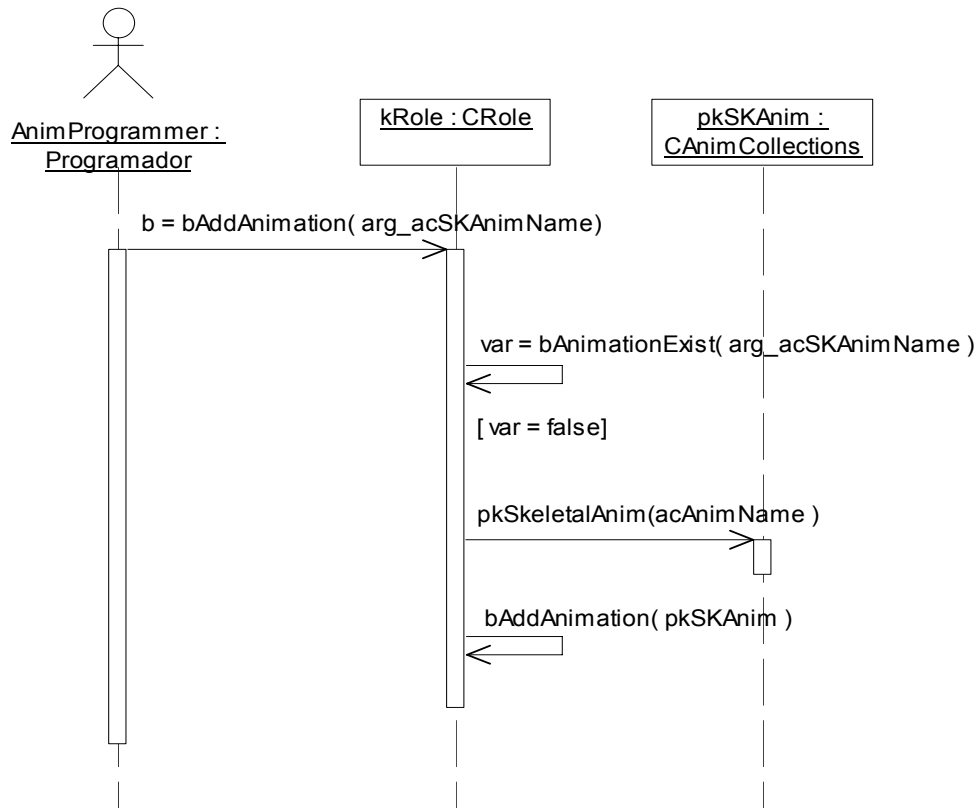 AnimProgrammer :
Programador
kRole : CRole
pkSKAnim :
CAnimCollections
b = bAddAnimation( arg_acSKAnimName)
var = bAnimationExist( arg_acSKAnimName )
[ var = false]
pkSkeletalAnim(acAnimName )
bAddAnimation( pkSKAnim )